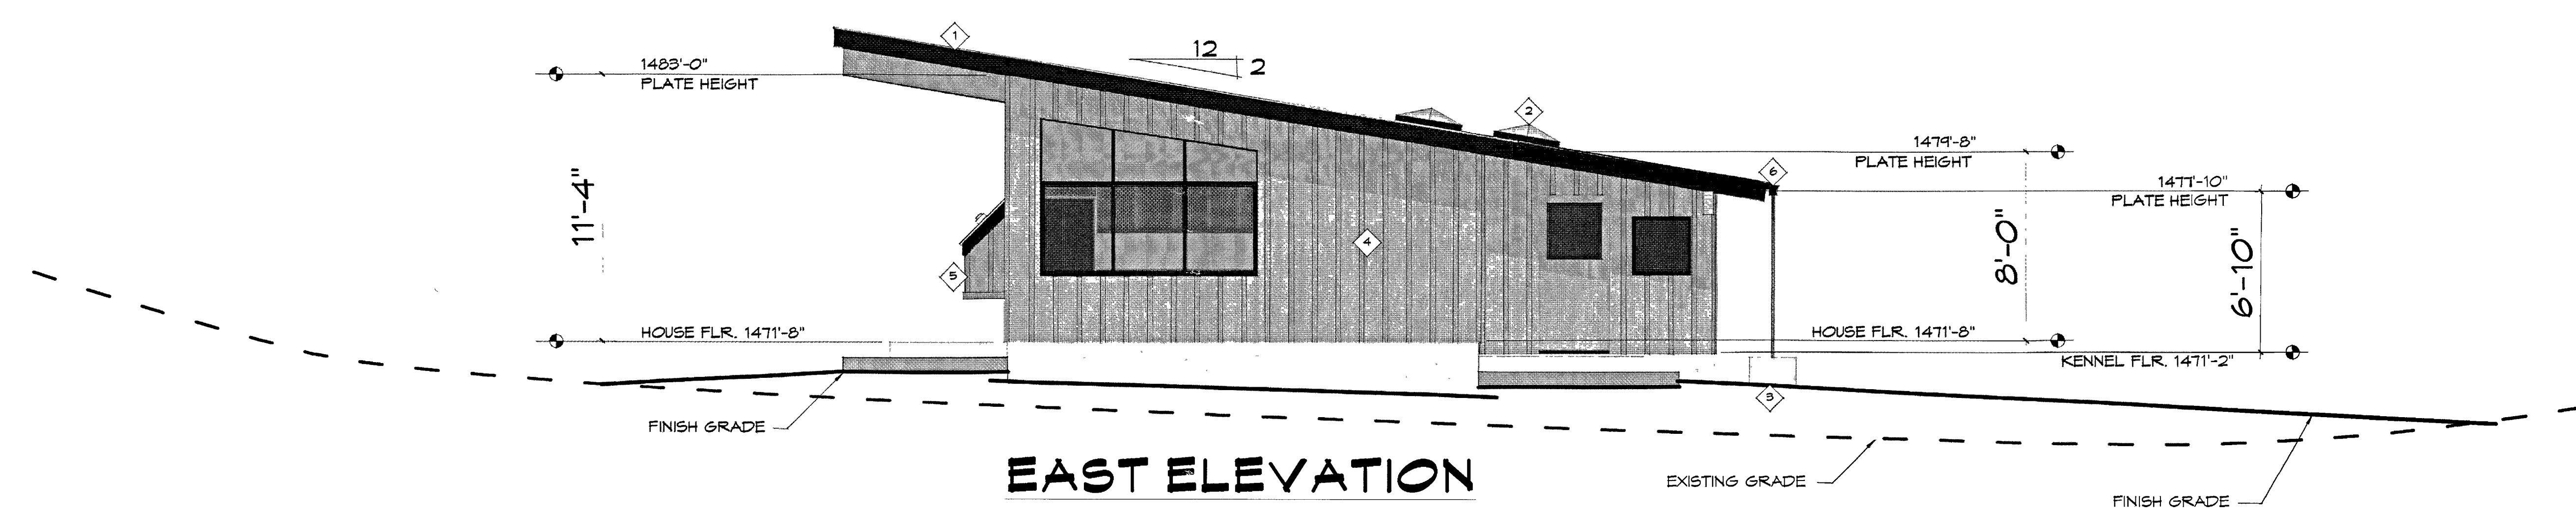 1
12
2
1483'-0"
PLATE HEIGHT
2
1479'-8"
PLATE HEIGHT
6
1477'-10"
PLATE HEIGHT
11'-4"
4
8'-0"
6'-10"
5
HOUSE FLR. 1471'-8"
HOUSE FLR. 1471'-8"
KENNEL FLR. 1471'-2"
3
FINISH GRADE
EAST ELEVATION
EXISTING GRADE
FINISH GRADE